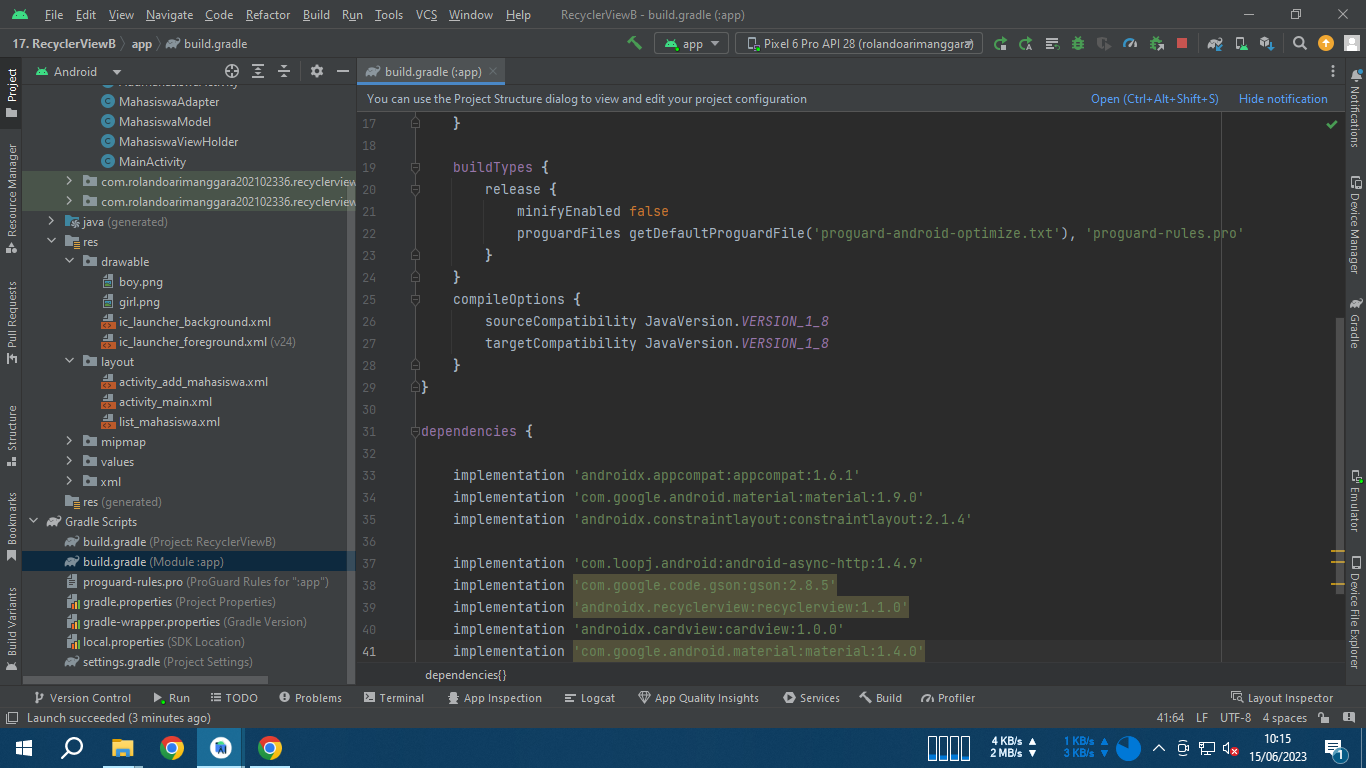 File Edit View Navigate Code Refactor Build Run Tools VCS Window Help RecyclerViewB - build.gradle (:app)
17. RecyclerViewB app build.gradle app Pixel 6 Pro API 28 (rolandoarimanggara)
Project
Resource Manager
Pull Requests
Structure
Bookmarks
Build Variants
Android
MahasiswaAdapter
MahasiswaModel
MahasiswaViewHolder
MainActivity
com.rolandoarimanggara202102336.recyclerview
com.rolandoarimanggara202102336.recyclerview
java (generated)
res
drawable
boy.png
girl.png
ic_launcher_background.xml
ic_launcher_foreground.xml (v24)
layout
activity_add_mahasiswa.xml
activity_main.xml
list_mahasiswa.xml
mipmap
values
xml
res (generated)
Gradle Scripts
build.gradle (Project: RecyclerViewB)
build.gradle (Module :app)
proguard-rules.pro (ProGuard Rules for ":app")
gradle.properties (Project Properties)
gradle-wrapper.properties (Gradle Version)
local.properties (SDK Location)
settings.gradle (Project Settings)
build.gradle (:app)
You can use the Project Structure dialog to view and edit your project configuration Open (Ctrl+Alt+Shift+S) Hide notification
17 }
18
19 buildTypes {
20 release {
21 minifyEnabled false
22 proguardFiles getDefaultProguardFile('proguard-android-optimize.txt'), 'proguard-rules.pro'
23 }
24 }
25 compileOptions {
26 sourceCompatibility JavaVersion.VERSION_1_8
27 targetCompatibility JavaVersion.VERSION_1_8
28 }
29 }
30
31 dependencies {
32
33 implementation 'androidx.appcompat:appcompat:1.6.1'
34 implementation 'com.google.android.material:material:1.9.0'
35 implementation 'androidx.constraintlayout:constraintlayout:2.1.4'
36
37 implementation 'com.loopj.android:android-async-http:1.4.9'
38 implementation 'com.google.code.gson:gson:2.8.5'
39 implementation 'androidx.recyclerview:recyclerview:1.1.0'
40 implementation 'androidx.cardview:cardview:1.0.0'
41 implementation 'com.google.android.material:material:1.4.0'
dependencies{}
Notifications
Device Manager
Gradle
Emulator
Device File Explorer
Version Control Run TODO Problems Terminal App Inspection Logcat App Quality Insights Services Build Profiler Layout Inspector
Launch succeeded (3 minutes ago) 41:64 LF UTF-8 4 spaces
4 KB/s 1 KB/s 10:15
2 MB/s 3 KB/s 15/06/2023 1